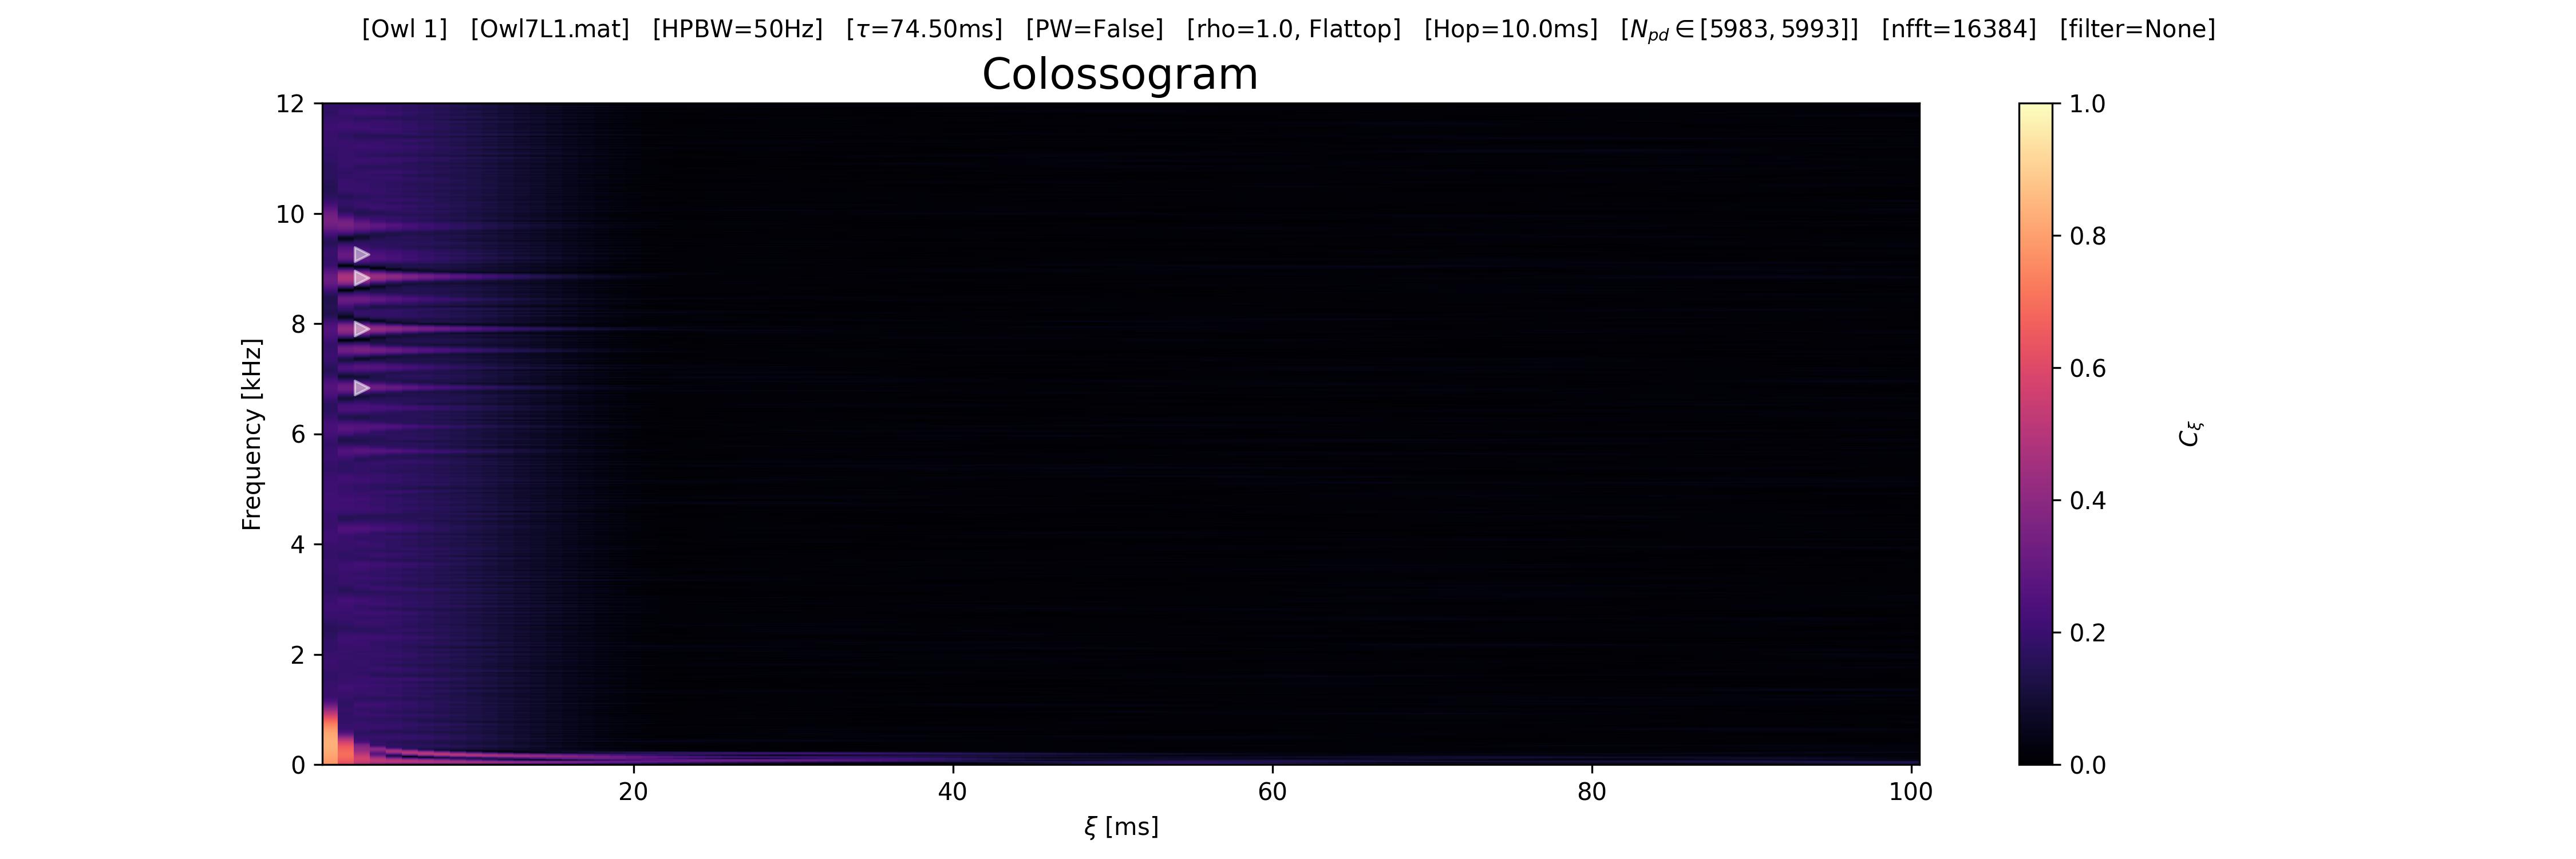 [Owl 1] [Owl7L1.mat] [HPBW=50Hz] [τ=74.50ms] [PW=False] [rho=1.0, Flattop] [Hop=10.0ms] [N_pd ∈ [5983, 5993]] [nfft=16384] [filter=None]
Colossogram
12
10
8
6
4
2
0
Frequency [kHz]
20 40 60 80 100
ξ [ms]
1.0
0.8
0.6
0.4
0.2
0.0
C_ξ